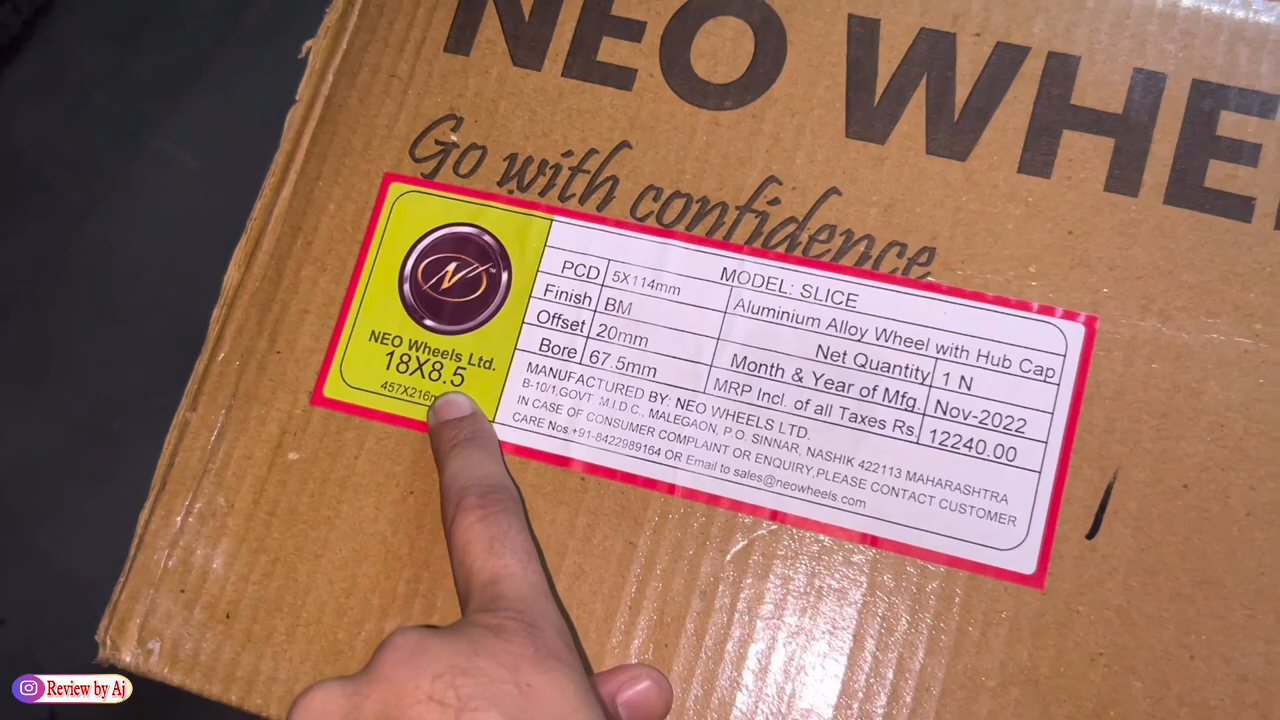 NEO WHE
Go with confidence
N ™
NEO Wheels Ltd.
18X8.5
457X216m
MODEL: SLICE
PCD 5X114mm Aluminium Alloy Wheel with Hub Cap
Finish BM Net Quantity 1 N
Offset 20mm Month & Year of Mfg. Nov-2022
Bore 67.5mm MRP Incl. of all Taxes Rs. 12240.00
MANUFACTURED BY: NEO WHEELS LTD.
B-10/1,GOVT M.I.D.C., MALEGAON, P.O. SINNAR, NASHIK 422113 MAHARASHTRA
IN CASE OF CONSUMER COMPLAINT OR ENQUIRY,PLEASE CONTACT CUSTOMER
CARE Nos.+91-8422989164 OR Email to sales@neowheels.com
Review by Aj